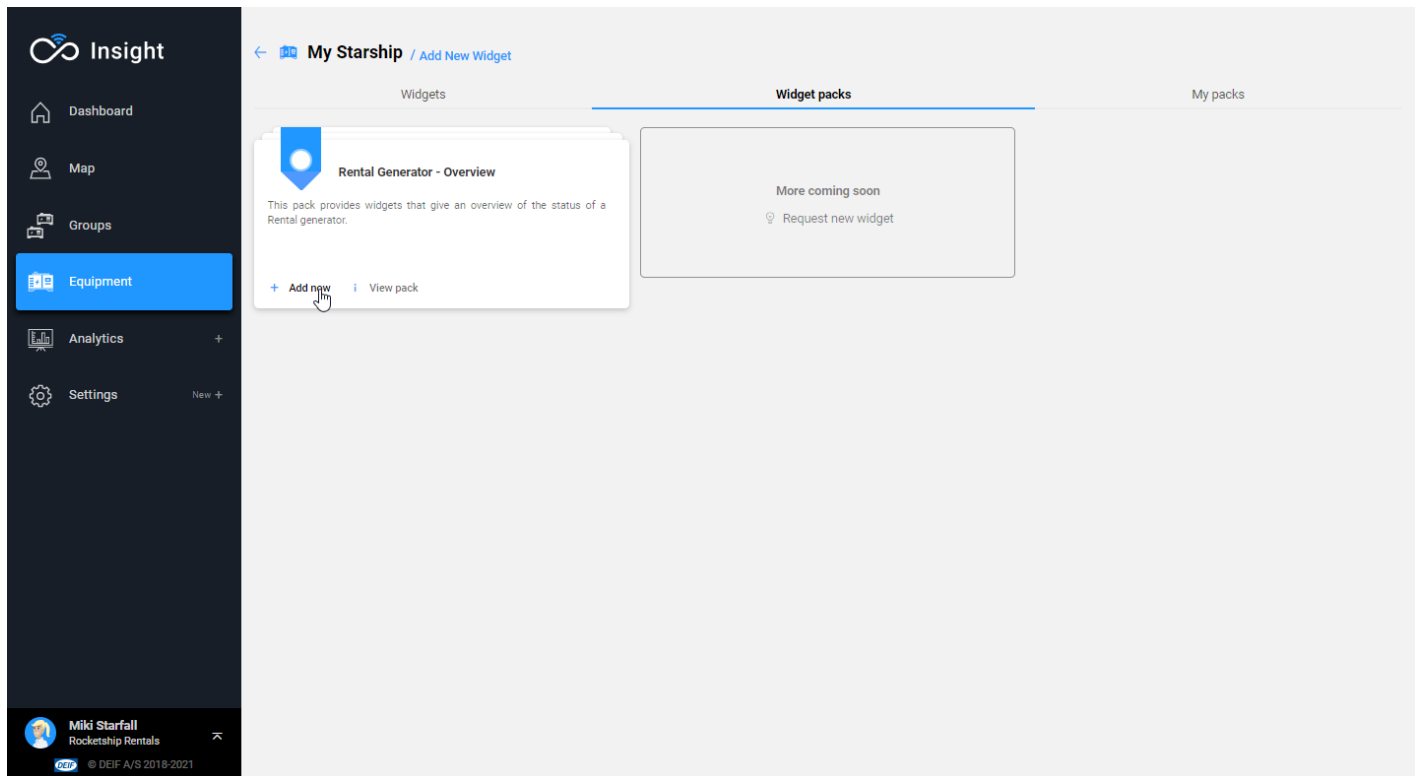 Insight
Dashboard
Map
Groups
Equipment
Analytics +
Settings New +
Miki Starfall
Rocketship Rentals
DEIF © DEIF A/S 2018-2021
← My Starship / Add New Widget
Widgets Widget packs My packs
Rental Generator - Overview
This pack provides widgets that give an overview of the status of a
Rental generator.
+ Add new i View pack
More coming soon
Request new widget